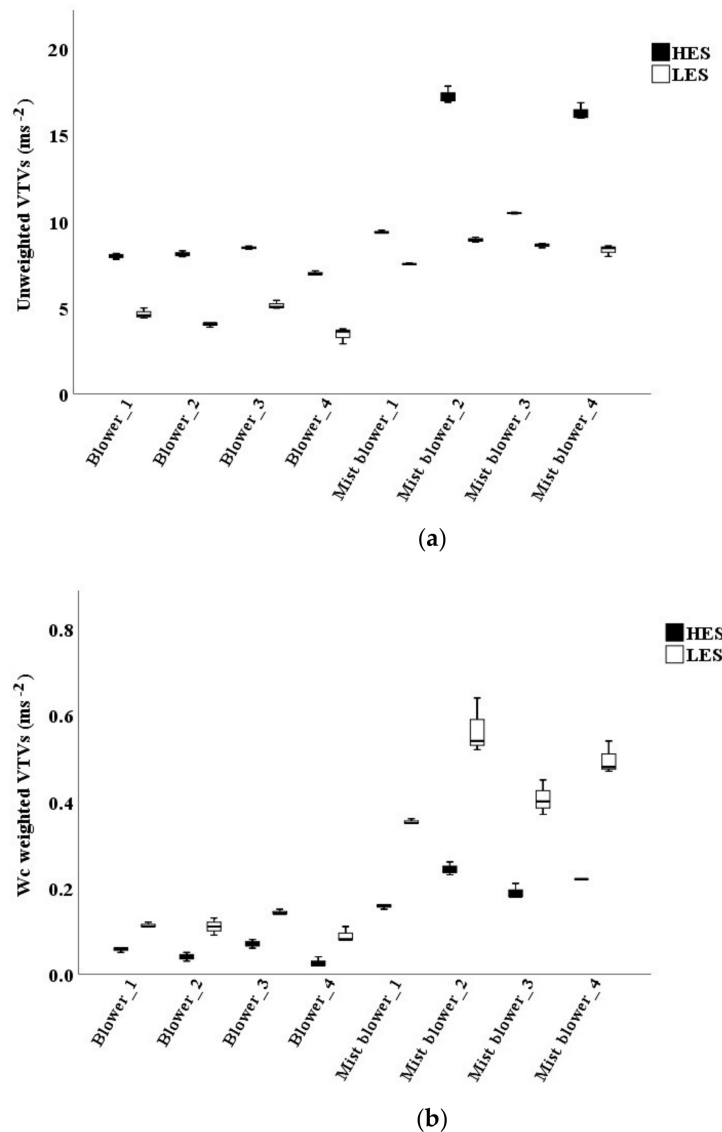 Unweighted VTVs (ms⁻²)
20
15
10
5
0
HES
LES
Blower_1
Blower_2
Blower_3
Blower_4
Mist blower_1
Mist blower_2
Mist blower_3
Mist blower_4
(a)
Wc weighted VTVs (ms⁻²)
0.8
0.6
0.4
0.2
0.0
HES
LES
Blower_1
Blower_2
Blower_3
Blower_4
Mist blower_1
Mist blower_2
Mist blower_3
Mist blower_4
(b)